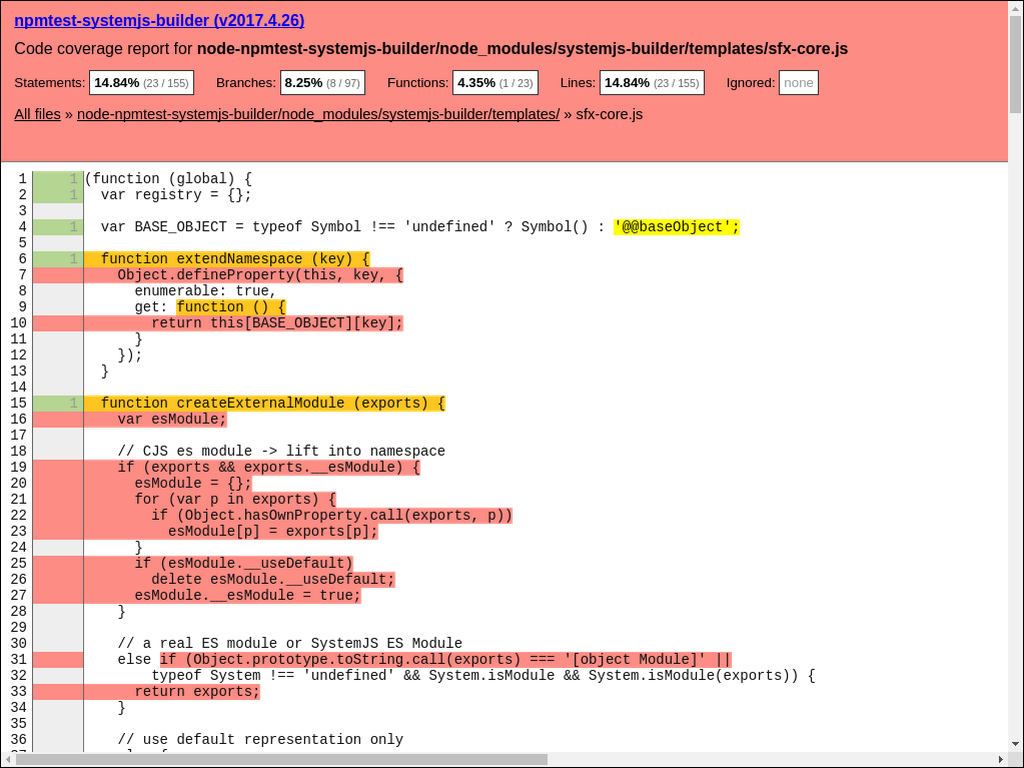 npmtest-systemjs-builder (v2017.4.26)
Code coverage report for node-npmtest-systemjs-builder/node_modules/systemjs-builder/templates/sfx-core.js
Statements: 14.84% (23 / 155) Branches: 8.25% (8 / 97) Functions: 4.35% (1 / 23) Lines: 14.84% (23 / 155) Ignored: none
All files » node-npmtest-systemjs-builder/node_modules/systemjs-builder/templates/ » sfx-core.js
1 1 (function (global) {
2 1   var registry = {};
3
4 1   var BASE_OBJECT = typeof Symbol !== 'undefined' ? Symbol() : '@@baseObject';
5
6 1   function extendNamespace (key) {
7     Object.defineProperty(this, key, {
8       enumerable: true,
9       get: function () {
10         return this[BASE_OBJECT][key];
11       }
12     });
13   }
14
15 1   function createExternalModule (exports) {
16     var esModule;
17
18     // CJS es module -> lift into namespace
19     if (exports && exports.__esModule) {
20       esModule = {};
21       for (var p in exports) {
22         if (Object.hasOwnProperty.call(exports, p))
23           esModule[p] = exports[p];
24       }
25       if (esModule.__useDefault)
26         delete esModule.__useDefault;
27       esModule.__esModule = true;
28     }
29
30     // a real ES module or SystemJS ES Module
31     else if (Object.prototype.toString.call(exports) === '[object Module]' ||
32         typeof System !== 'undefined' && System.isModule && System.isModule(exports)) {
33       return exports;
34     }
35
36     // use default representation only